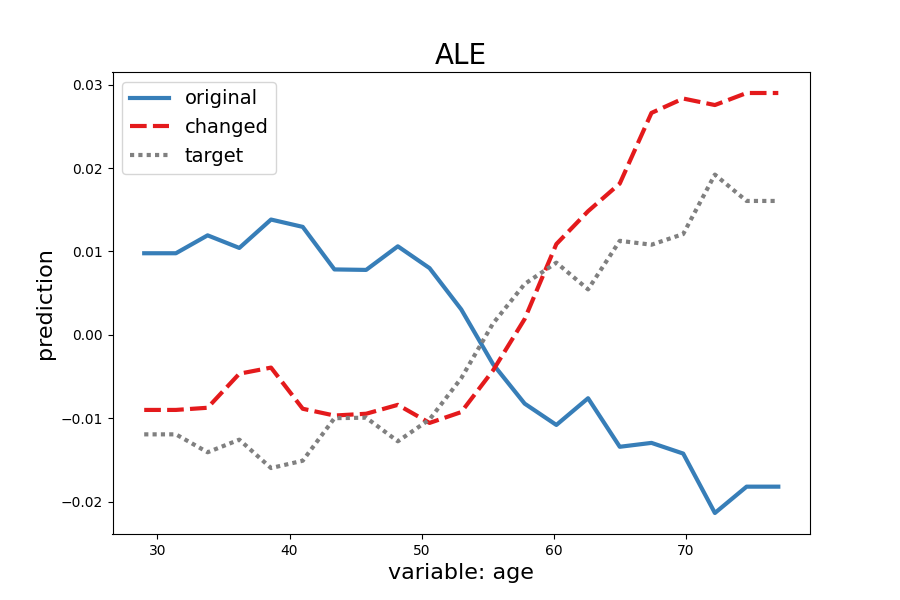 ALE
original
changed
target
prediction
0.03
0.02
0.01
0.00
−0.01
−0.02
30 40 50 60 70
variable: age